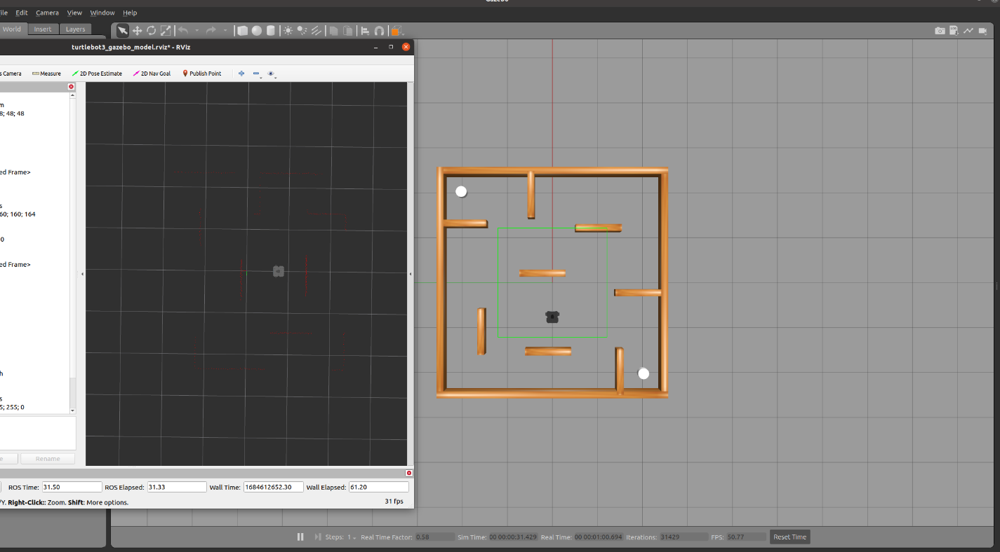 Gazebo
ile Edit Camera View Window Help
World Insert Layers
turtlebot3_gazebo_model.rviz* - RViz
s Camera Measure 2D Pose Estimate 2D Nav Goal Publish Point
m
8; 48; 48
ed Frame>
s
60; 160; 164
0
ed Frame>
h
s
5; 255; 0
e Rename
ROS Time: 31.50 ROS Elapsed: 31.33 Wall Time: 1684612652.30 Wall Elapsed: 61.20
/Y. Right-Click:: Zoom. Shift: More options. 31 fps
Steps: 1 Real Time Factor: 0.58 Sim Time: 00 00:00:31.429 Real Time: 00 00:01:00.694 Iterations: 31429 FPS: 50.77 Reset Time